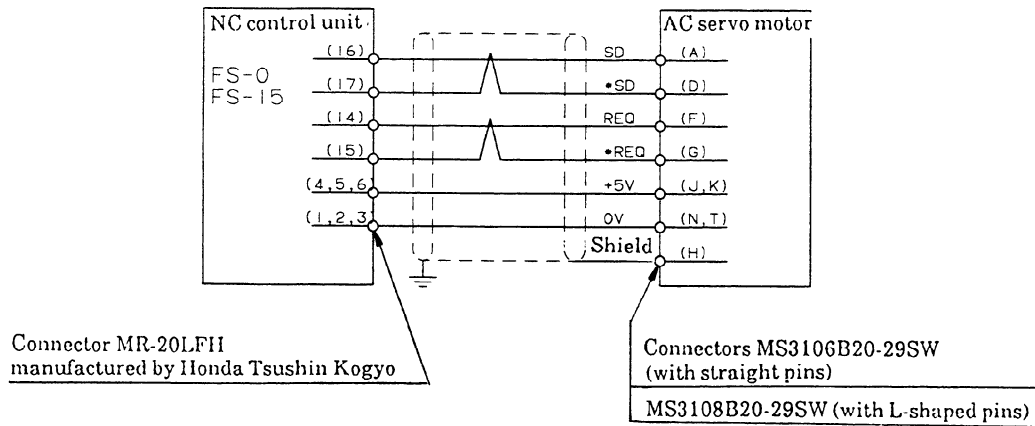 NC control unit
AC servo motor
(16) SD (A)
FS-0
(17) *SD (D)
FS-15
(14) REQ (F)
(15) *REQ (G)
(4,5,6) +5V (J,K)
(1,2,3) 0V (N,T)
Shield (H)
Connector MR-20LFH
manufactured by Honda Tsushin Kogyo
Connectors MS3106B20-29SW
(with straight pins)
MS3108B20-29SW (with L-shaped pins)